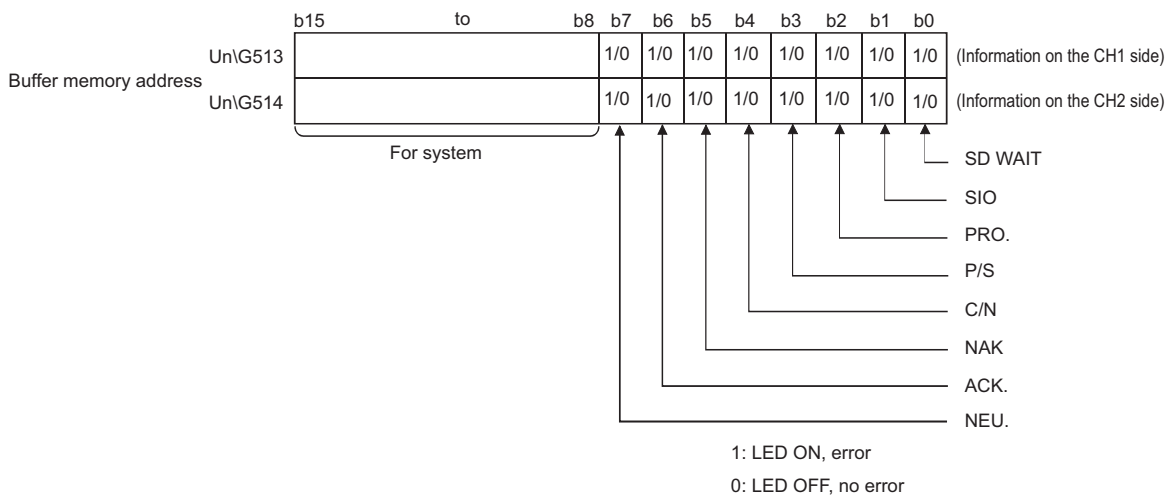 b15 to b8 b7 b6 b5 b4 b3 b2 b1 b0
Buffer memory address
Un\G513 1/0 1/0 1/0 1/0 1/0 1/0 1/0 1/0 (Information on the CH1 side)
Un\G514 1/0 1/0 1/0 1/0 1/0 1/0 1/0 1/0 (Information on the CH2 side)
For system
SD WAIT
SIO
PRO.
P/S
C/N
NAK
ACK.
NEU.
1: LED ON, error
0: LED OFF, no error